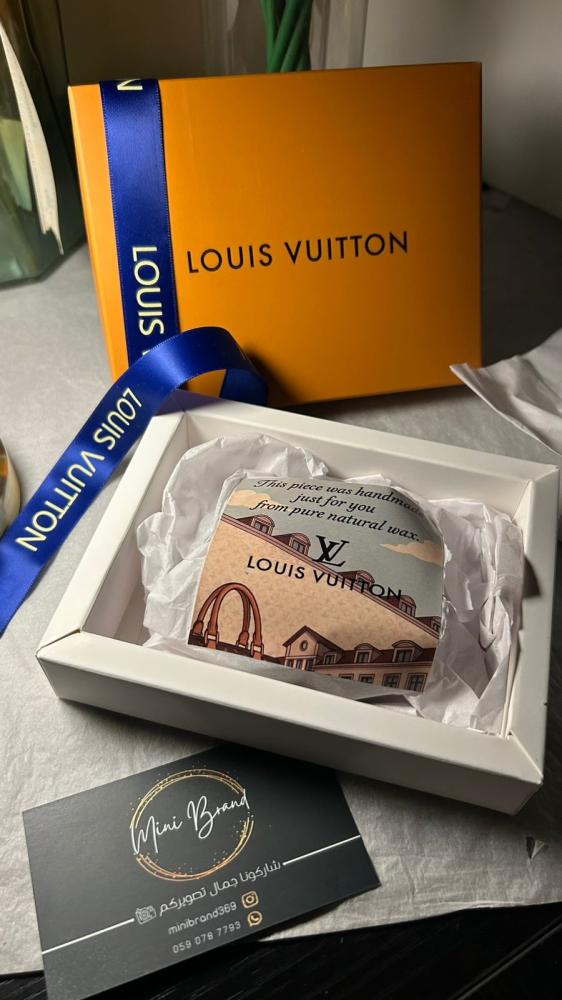 LOUIS VUITTON
LOUIS
LOUIS VUITTON
This piece was handmade
just for you
from pure natural wax.
LV
LOUIS VUITTON
Mini Brand
شاركونا جمال تصويركم
minibrand369
059 078 7793